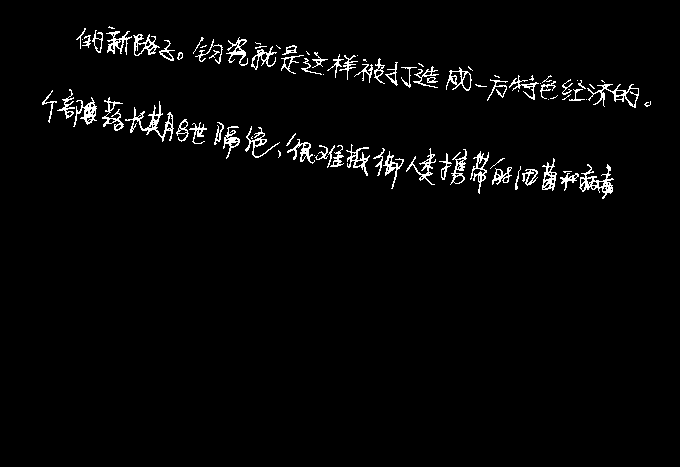 的新路子。钧瓷就是这样被打造成一方特色经济的。
个部落长期与世隔绝、很难抵御人类携带的细菌和病毒